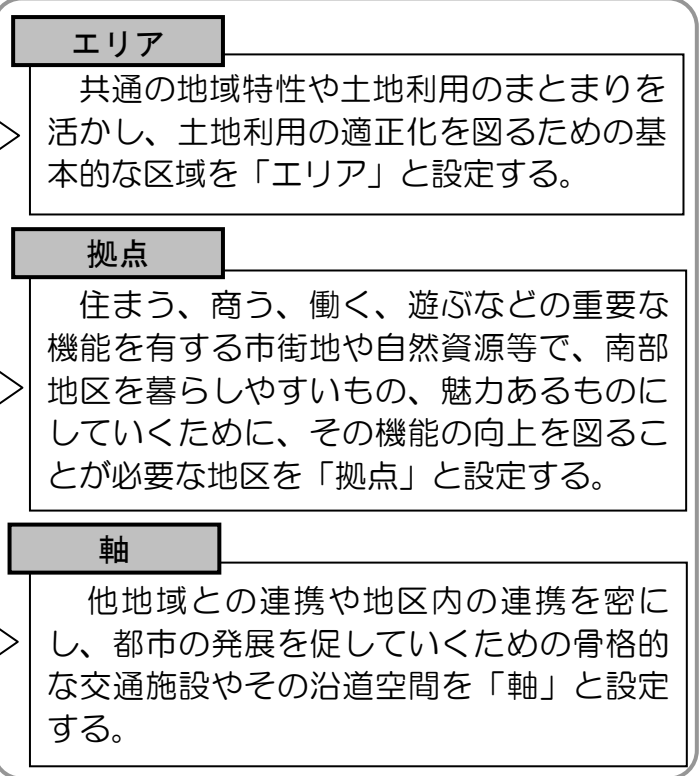 エリア
　共通の地域特性や土地利用のまとまりを
活かし、土地利用の適正化を図るための基
本的な区域を「エリア」と設定する。
拠点
　住まう、商う、働く、遊ぶなどの重要な
機能を有する市街地や自然資源等で、南部
地区を暮らしやすいもの、魅力あるものに
していくために、その機能の向上を図るこ
とが必要な地区を「拠点」と設定する。
軸
　他地域との連携や地区内の連携を密に
し、都市の発展を促していくための骨格的
な交通施設やその沿道空間を「軸」と設定
する。